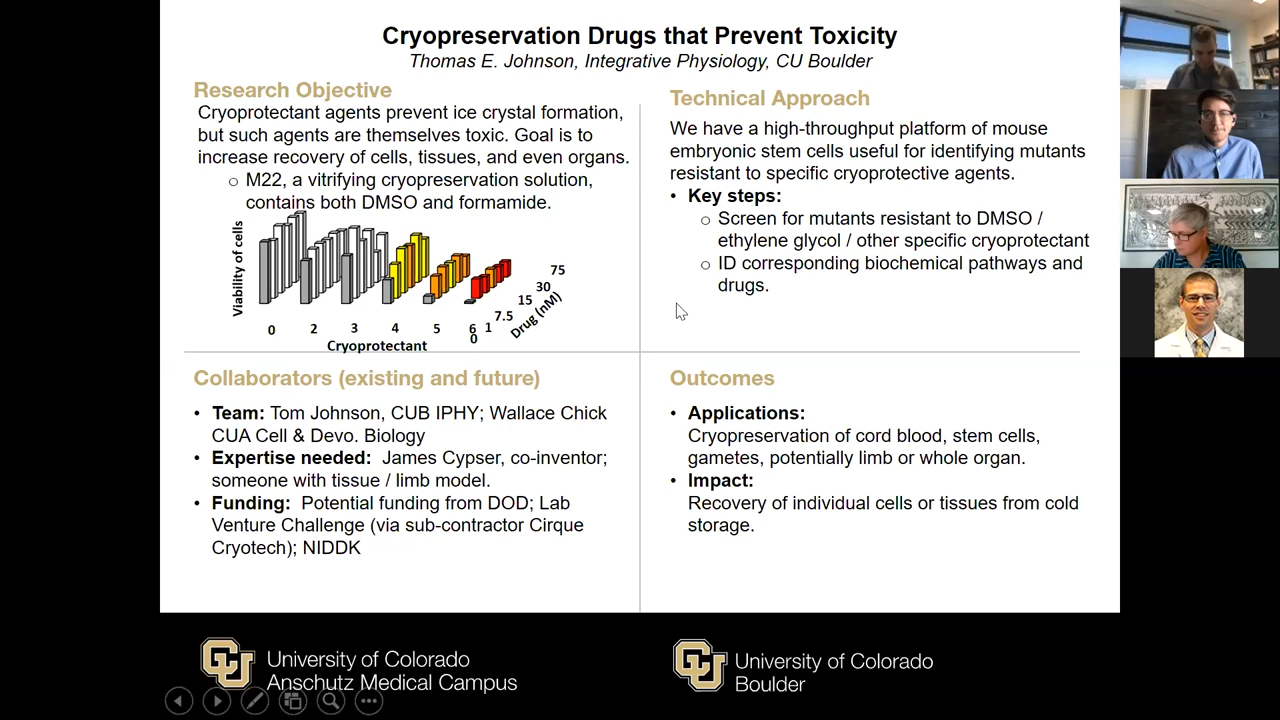 Cryopreservation Drugs that Prevent Toxicity
Thomas E. Johnson, Integrative Physiology, CU Boulder
Research Objective
Cryoprotectant agents prevent ice crystal formation,
but such agents are themselves toxic. Goal is to
increase recovery of cells, tissues, and even organs.
o M22, a vitrifying cryopreservation solution,
contains both DMSO and formamide.
Viability of cells
0 2 3 4 5 6
0 1 7.5 15 30 75
Drug (nM)
Cryoprotectant
Technical Approach
We have a high-throughput platform of mouse
embryonic stem cells useful for identifying mutants
resistant to specific cryoprotective agents.
• Key steps:
o Screen for mutants resistant to DMSO /
ethylene glycol / other specific cryoprotectant
o ID corresponding biochemical pathways and
drugs.
Collaborators (existing and future)
• Team: Tom Johnson, CUB IPHY; Wallace Chick
CUA Cell & Devo. Biology
• Expertise needed: James Cypser, co-inventor;
someone with tissue / limb model.
• Funding: Potential funding from DOD; Lab
Venture Challenge (via sub-contractor Cirque
Cryotech); NIDDK
Outcomes
• Applications:
Cryopreservation of cord blood, stem cells,
gametes, potentially limb or whole organ.
• Impact:
Recovery of individual cells or tissues from cold
storage.
CU
University of Colorado
Anschutz Medical Campus
CU
University of Colorado
Boulder